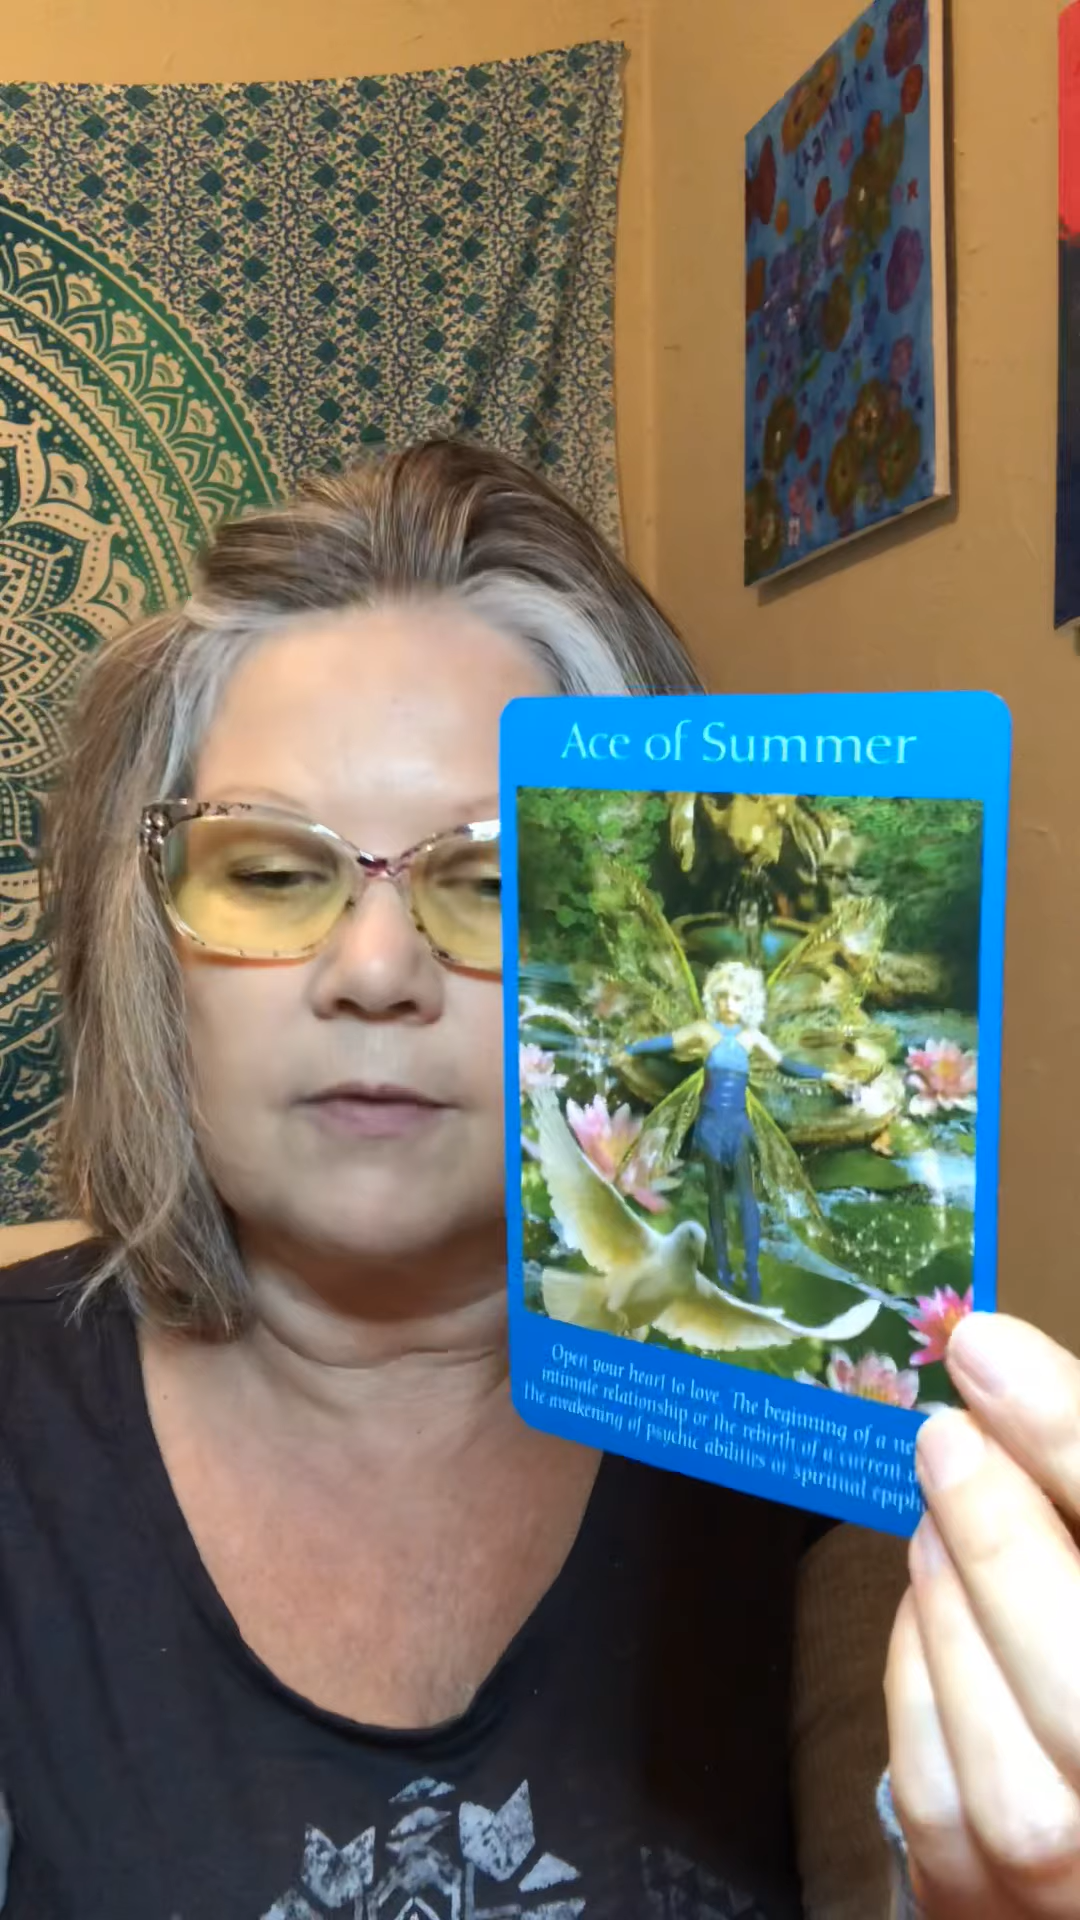 thankful
Ace of Summer
Open your heart to love. The beginning of a
intimate relationship or the rebirth of a current
The awakening of psychic abilities or spiritual